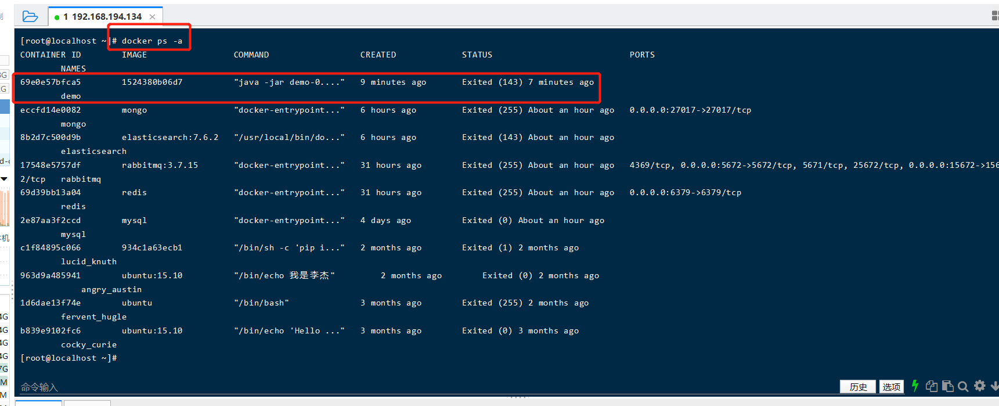 1 192.168.194.134
[root@localhost ~]# docker ps -a
CONTAINER ID IMAGE COMMAND CREATED STATUS PORTS
NAMES
69e0e57bfca5 1524380b06d7 "java -jar demo-0...." 9 minutes ago Exited (143) 7 minutes ago
demo
eccfd14e0082 mongo "docker-entrypoint..." 6 hours ago Exited (255) About an hour ago 0.0.0.0:27017->27017/tcp
mongo
8b2d7c500d9b elasticsearch:7.6.2 "/usr/local/bin/do..." 6 hours ago Exited (143) About an hour ago
elasticsearch
17548e5757df rabbitmq:3.7.15 "docker-entrypoint..." 31 hours ago Exited (255) About an hour ago 4369/tcp, 0.0.0.0:5672->5672/tcp, 5671/tcp, 25672/tcp, 0.0.0.0:15672->156
2/tcp rabbitmq
69d39bb13a04 redis "docker-entrypoint..." 31 hours ago Exited (255) About an hour ago 0.0.0.0:6379->6379/tcp
redis
2e87aa3f2ccd mysql "docker-entrypoint..." 4 days ago Exited (0) About an hour ago
mysql
c1f84895c066 934c1a63ecb1 "/bin/sh -c 'pip i..." 2 months ago Exited (1) 2 months ago
lucid_knuth
963d9a485941 ubuntu:15.10 "/bin/echo 我是李杰" 2 months ago Exited (0) 2 months ago
angry_austin
1d6dae13f74e ubuntu "/bin/bash" 3 months ago Exited (255) 2 months ago
fervent_hugle
b839e9102fc6 ubuntu:15.10 "/bin/echo 'Hello ..." 3 months ago Exited (0) 3 months ago
cocky_curie
[root@localhost ~]#
命令输入
历史 选项